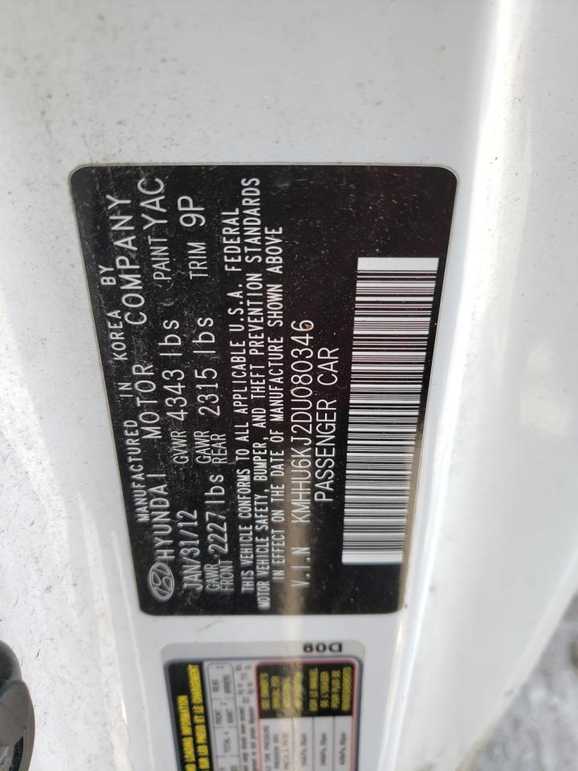 MANUFACTURED IN KOREA BY
HYUNDAI MOTOR COMPANY
JAN/31/12 GVWR 4343 lbs PAINT YAC
GAWR FRONT 2227 lbs GAWR REAR 2315 lbs TRIM 9P
THIS VEHICLE CONFORMS TO ALL APPLICABLE U.S.A. FEDERAL
MOTOR VEHICLE SAFETY, BUMPER, AND THEFT PREVENTION STANDARDS
IN EFFECT ON THE DATE OF MANUFACTURE SHOWN ABOVE
V.I.N KMHHU6KJ2DU080346
PASSENGER CAR
D09